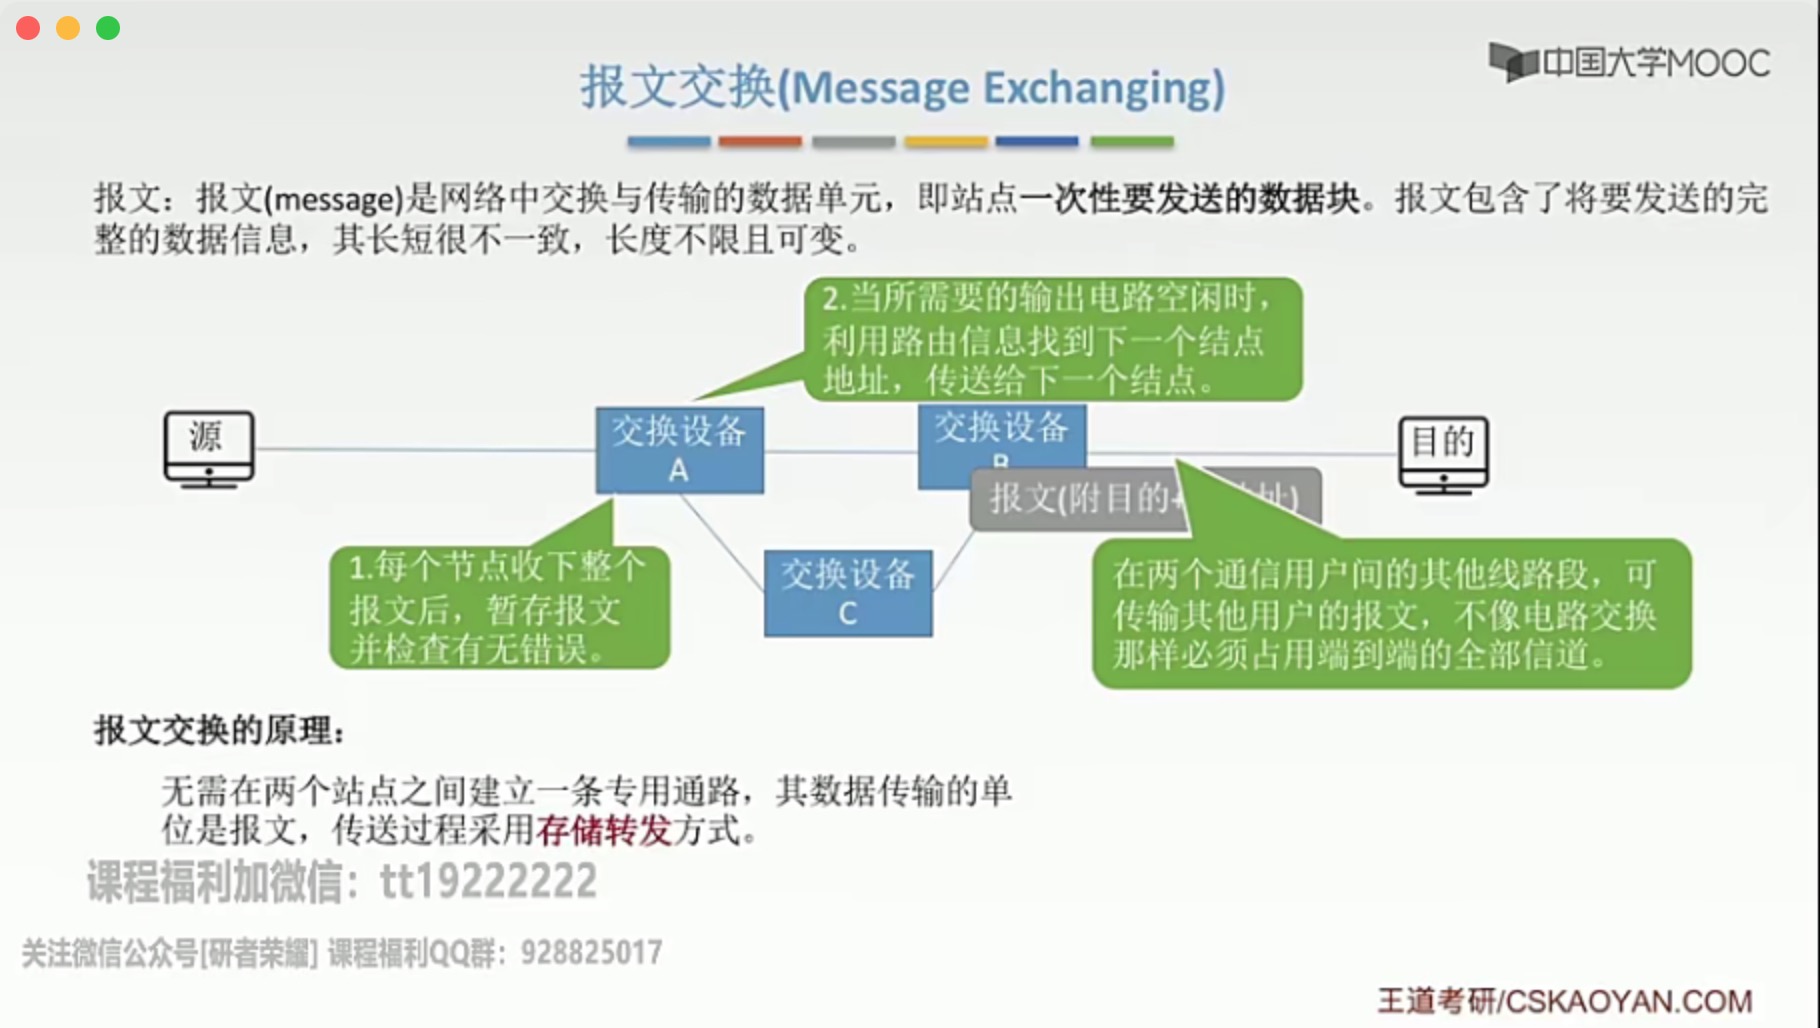 中国大学MOOC
报文交换(Message Exchanging)
报文：报文(message)是网络中交换与传输的数据单元，即站点一次性要发送的数据块。报文包含了将要发送的完
整的数据信息，其长短很不一致，长度不限且可变。
2.当所需要的输出电路空闲时，
利用路由信息找到下一个结点
地址，传送给下一个结点。
源
交换设备
A
交换设备
B
目的
报文(附目的+
址)
1.每个节点收下整个
报文后，暂存报文
并检查有无错误。
交换设备
C
在两个通信用户间的其他线路段，可
传输其他用户的报文，不像电路交换
那样必须占用端到端的全部信道。
报文交换的原理：
无需在两个站点之间建立一条专用通路，其数据传输的单
位是报文，传送过程采用存储转发方式。
课程福利加微信：tt19222222
关注微信公众号[研者荣耀] 课程福利QQ群：928825017
王道考研/CSKAOYAN.COM